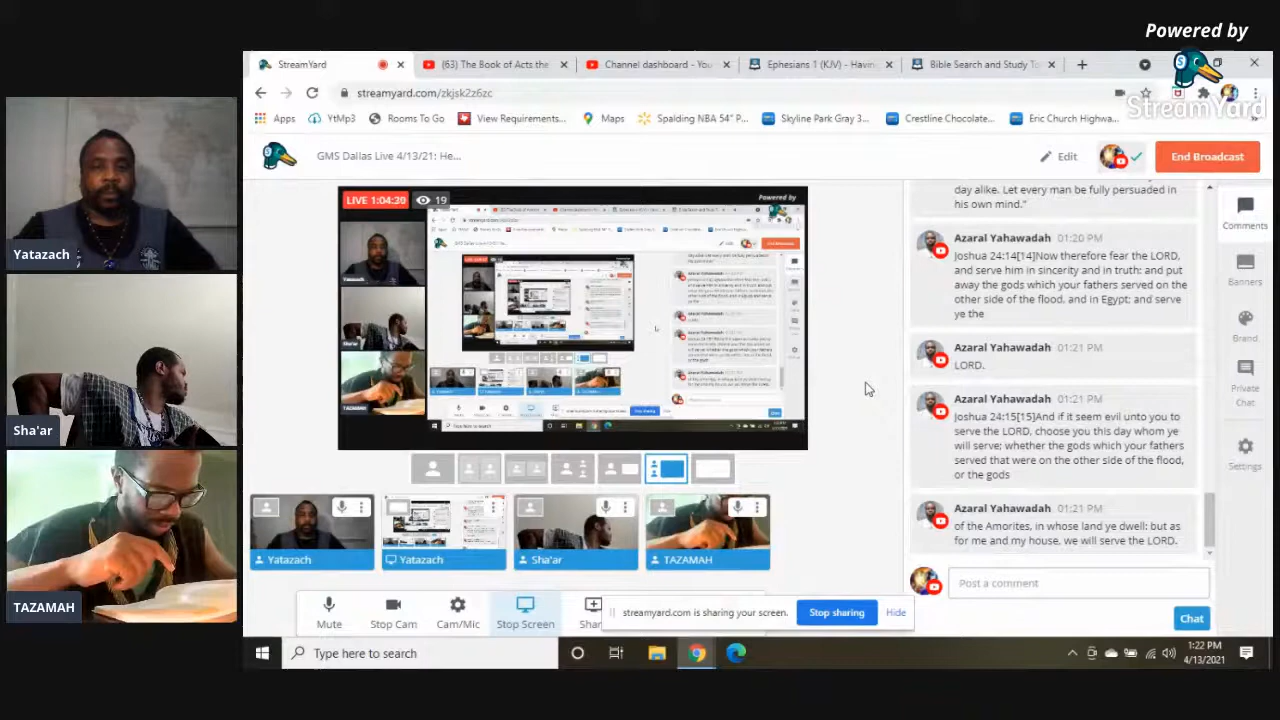 Powered by
StreamYard
StreamYard
(63) The Book of Acts the
Channel dashboard - You
Ephesians 1 (KJV) - Havin
Bible Search and Study To
streamyard.com/zkjsk2z6zc
Apps
YtMp3
Rooms To Go
View Requirements...
Maps
Spalding NBA 54" P...
Skyline Park Gray 3...
Crestline Chocolate...
Eric Church Highwa...
GMS Dallas Live 4/13/21: He...
Edit
End Broadcast
LIVE 1:04:20
19
Powered by
Yatazach
Sha'ar
TAZAMAH
day alike. Let every man be fully persuaded in
his own mind."
Azaral Yahawadah 01:20 PM
Joshua 24:14[14]Now therefore fear the LORD,
and serve him in sincerity and in truth: and put
away the gods which your fathers served on the
other side of the flood, and in Egypt; and serve
ye the
Azaral Yahawadah 01:21 PM
LORD.
Azaral Yahawadah 01:21 PM
Joshua 24:15[15]And if it seem evil unto you to
serve the LORD, choose you this day whom ye
will serve; whether the gods which your fathers
served that were on the other side of the flood,
or the gods
Azaral Yahawadah 01:21 PM
of the Amorites, in whose land ye dwell: but as
for me and my house, we will serve the LORD.
Post a comment
Chat
Comments
Banners
Brand
Private
Chat
Settings
Yatazach
Yatazach
Sha'ar
TAZAMAH
Mute
Stop Cam
Cam/Mic
Stop Screen
Shar
streamyard.com is sharing your screen.
Stop sharing
Hide
Type here to search
1:22 PM
4/13/2021